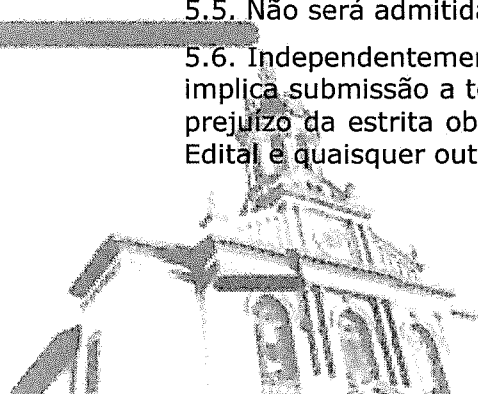 5.5. Não será admitida
5.6. Independentemen
implica submissão a t
prejuízo da estrita ob
Edital e quaisquer out